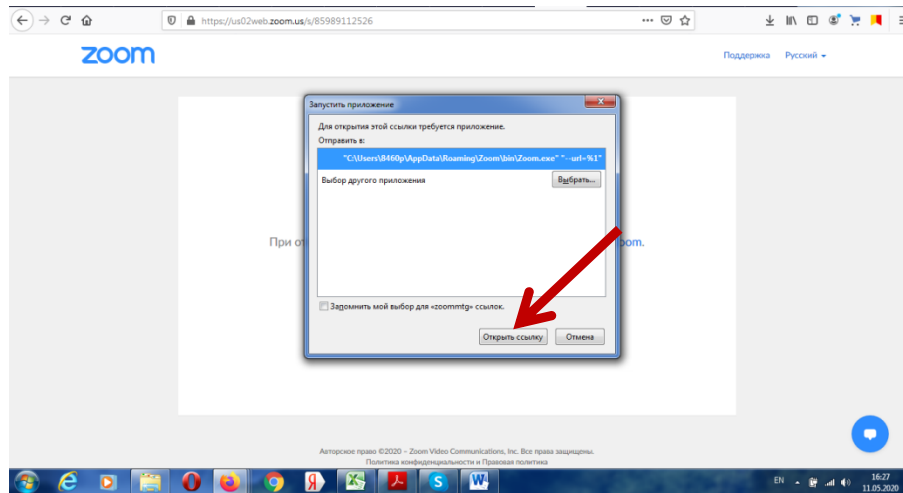 https://us02web.zoom.us/s/85989112526
zoom
Поддержка Русский
Запустить приложение
Для открытия этой ссылки требуется приложение.
Отправить в:
"C:\Users\8460p\AppData\Roaming\Zoom\bin\Zoom.exe" "--url=%1"
Выбор другого приложения
Выбрать...
При от
oom.
Запомнить мой выбор для «zoommtg» ссылок.
Открыть ссылку Отмена
Авторское право ©2020 - Zoom Video Communications, Inc. Все права защищены.
Политика конфиденциальности и Правовая политика
EN
16:27
11.05.2020